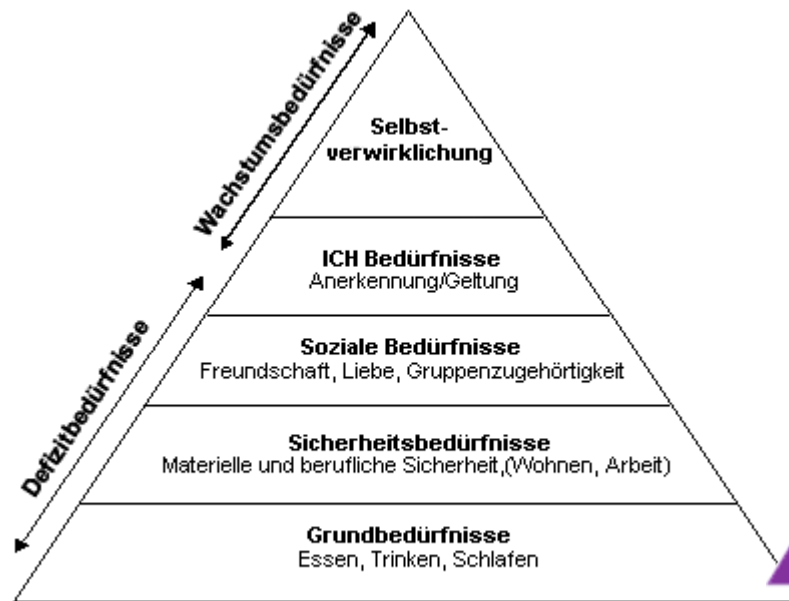 Wachstumsbedürfnisse
Selbst-
verwirklichung
ICH Bedürfnisse
Anerkennung/Geltung
Defizitbedürfnisse
Soziale Bedürfnisse
Freundschaft, Liebe, Gruppenzugehörtigkeit
Sicherheitsbedürfnisse
Materielle und berufliche Sicherheit,(Wohnen, Arbeit)
Grundbedürfnisse
Essen, Trinken, Schlafen